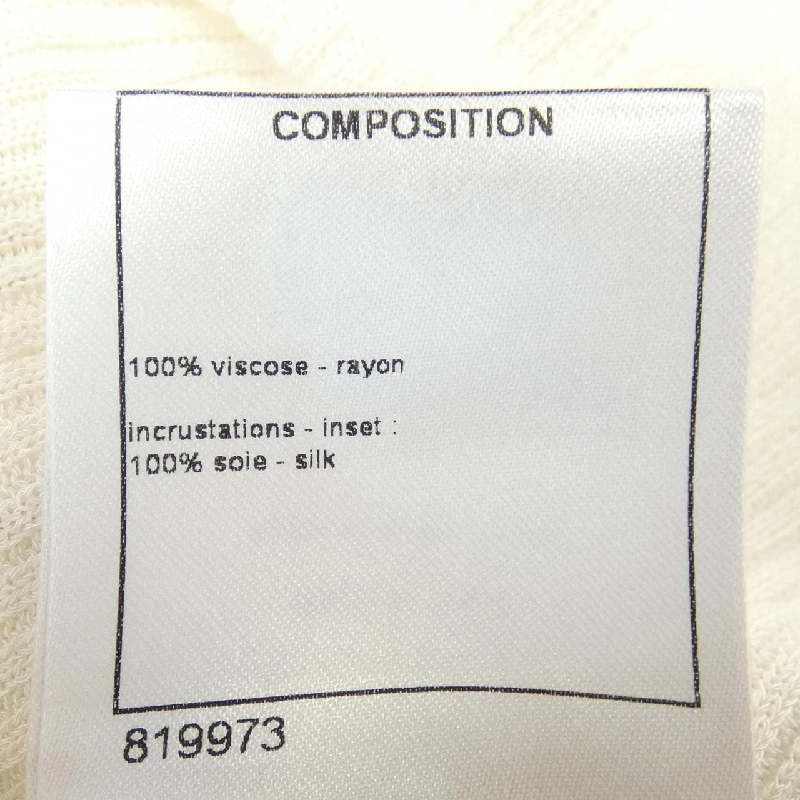 COMPOSITION
100% viscose - rayon
incrustations - inset :
100% soie - silk
819973